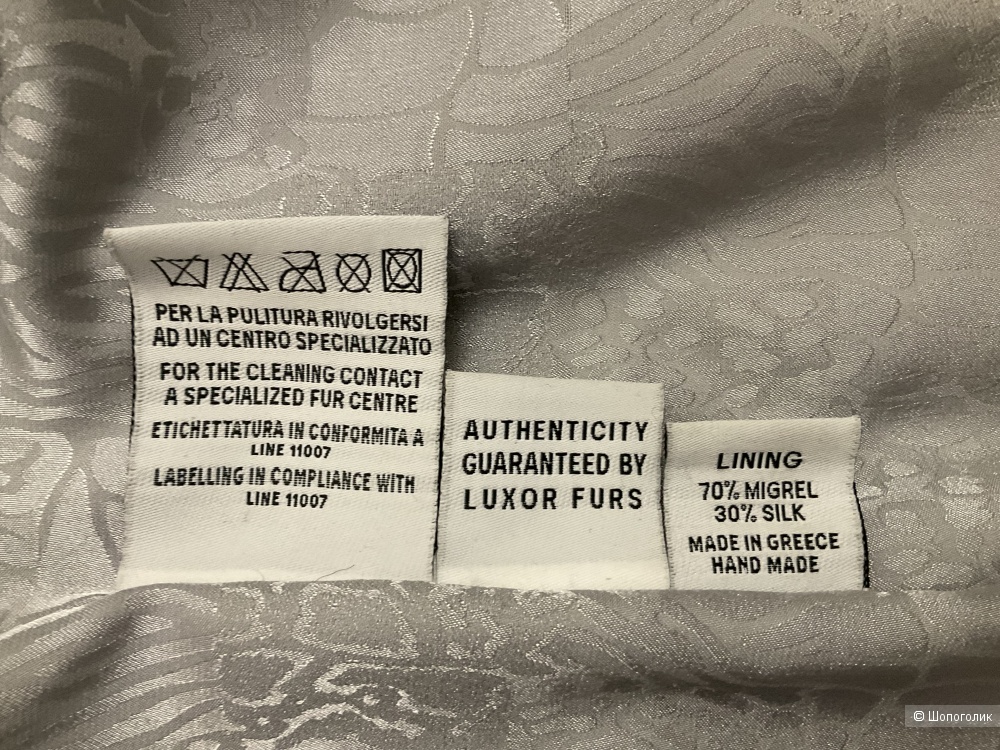 PER LA PULITURA RIVOLGERSI
AD UN CENTRO SPECIALIZZATO
FOR THE CLEANING CONTACT
A SPECIALIZED FUR CENTRE
ETICHETTATURA IN CONFORMITA A
LINE 11007
LABELLING IN COMPLIANCE WITH
LINE 11007
AUTHENTICITY
GUARANTEED BY
LUXOR FURS
LINING
70% MIGREL
30% SILK
MADE IN GREECE
HAND MADE
© Шопоголик